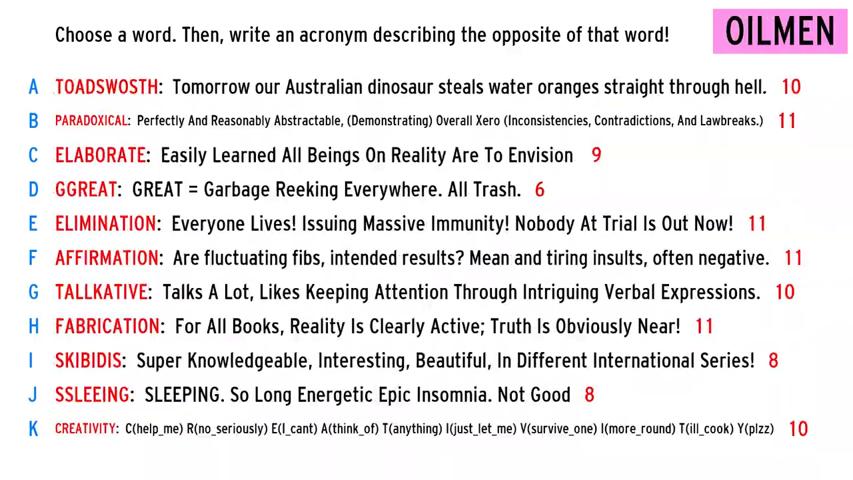 Choose a word. Then, write an acronym describing the opposite of that word! OILMEN
A TOADSWOSTH: Tomorrow our Australian dinosaur steals water oranges straight through hell. 10
B PARADOXICAL: Perfectly And Reasonably Abstractable, (Demonstrating) Overall Xero (Inconsistencies, Contradictions, And Lawbreaks.) 11
C ELABORATE: Easily Learned All Beings On Reality Are To Envision 9
D GGREAT: GREAT = Garbage Reeking Everywhere. All Trash. 6
E ELIMINATION: Everyone Lives! Issuing Massive Immunity! Nobody At Trial Is Out Now! 11
F AFFIRMATION: Are fluctuating fibs, intended results? Mean and tiring insults, often negative. 11
G TALLKATIVE: Talks A Lot, Likes Keeping Attention Through Intriguing Verbal Expressions. 10
H FABRICATION: For All Books, Reality Is Clearly Active; Truth Is Obviously Near! 11
I SKIBIDIS: Super Knowledgeable, Interesting, Beautiful, In Different International Series! 8
J SSLEEING: SLEEPING. So Long Energetic Epic Insomnia. Not Good 8
K CREATIVITY: C(help_me) R(no_seriously) E(I_cant) A(think_of) T(anything) I(just_let_me) V(survive_one) I(more_round) T(ill_cook) Y(plzz) 10